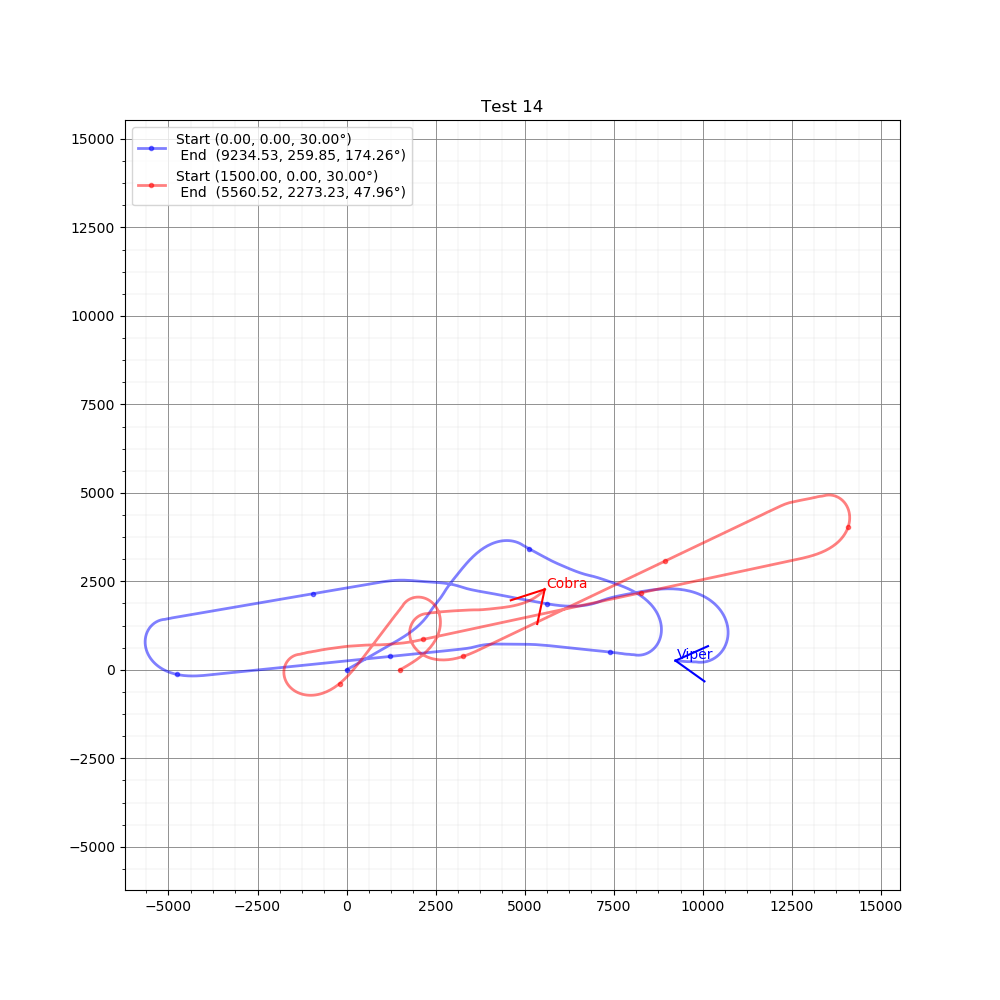 Test 14
Start (0.00, 0.00, 30.00°)
End (9234.53, 259.85, 174.26°)
Start (1500.00, 0.00, 30.00°)
End (5560.52, 2273.23, 47.96°)
15000
12500
10000
7500
5000
2500
0
−2500
−5000
Cobra
Viper
−5000 −2500 0 2500 5000 7500 10000 12500 15000